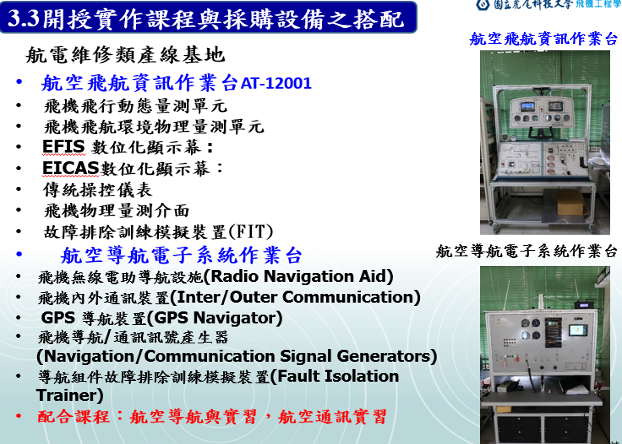 3.3開授實作課程與採購設備之搭配
國立虎尾科技大學 飛機工程學
航電維修類產線基地
• 航空飛航資訊作業台AT-12001
• 飛機飛行動態量測單元
• 飛機飛航環境物理量測單元
• EFIS 數位化顯示幕：
• EICAS數位化顯示幕：
• 傳統操控儀表
• 飛機物理量測介面
• 故障排除訓練模擬裝置(FIT)
• 航空導航電子系統作業台
• 飛機無線電助導航設施(Radio Navigation Aid)
• 飛機內外通訊裝置(Inter/Outer Communication)
• GPS 導航裝置(GPS Navigator)
• 飛機導航/通訊訊號產生器
(Navigation/Communication Signal Generators)
• 導航組件故障排除訓練模擬裝置(Fault Isolation
Trainer)
• 配合課程：航空導航與實習，航空通訊實習
航空飛航資訊作業台
航空導航電子系統作業台